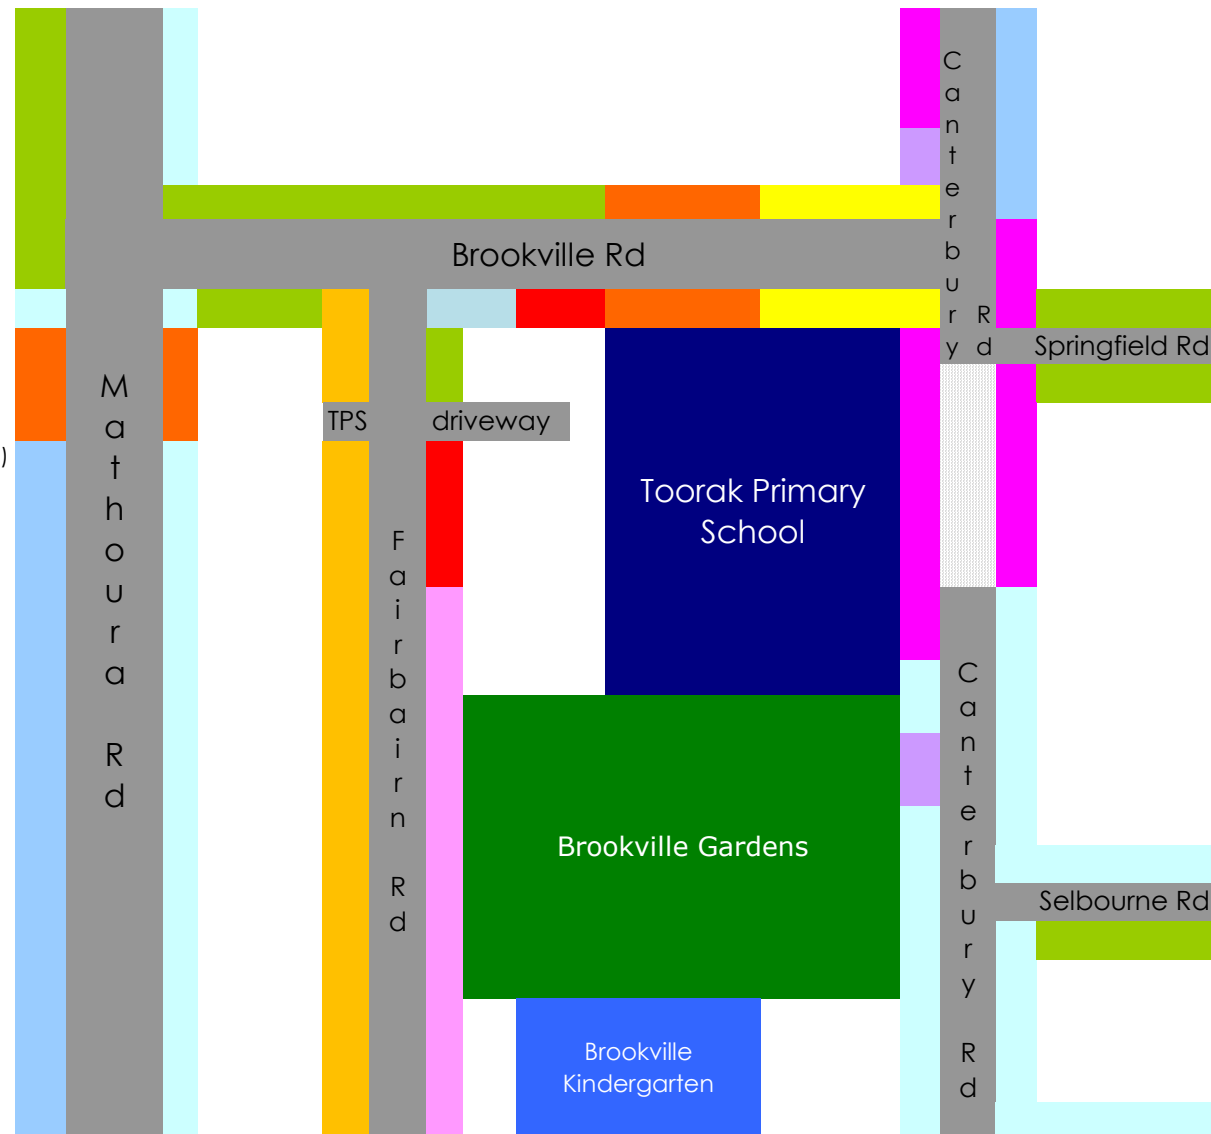 Canterbury Rd
Brookville Rd
Springfield Rd
Mathoura Rd
TPS driveway
)
Toorak Primary
School
Fairbairn Rd
Canterbury Rd
Brookville Gardens
Selbourne Rd
Brookville
Kindergarten